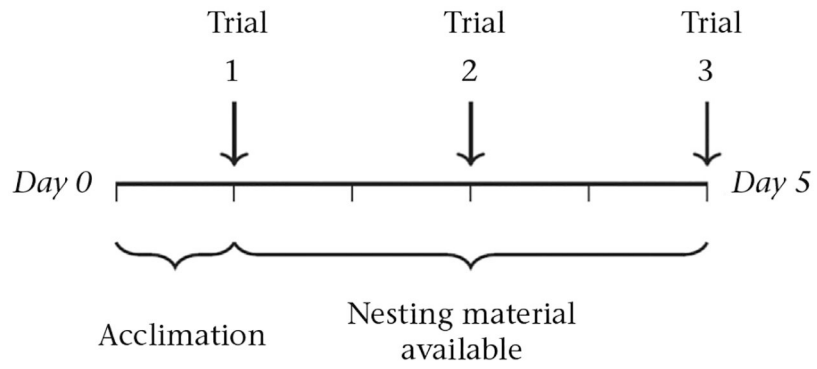 Trial
1
Trial
2
Trial
3
Day 0
Day 5
Acclimation
Nesting material
available